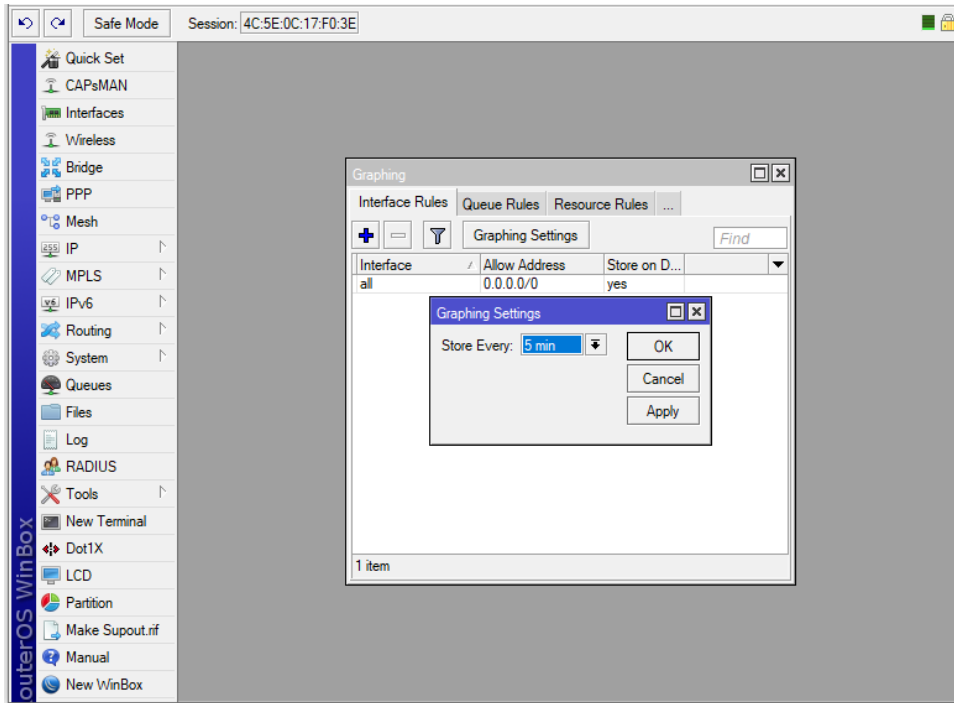 Safe Mode Session: 4C:5E:0C:17:F0:3E
Quick Set
CAPsMAN
Interfaces
Wireless
Bridge
PPP
Mesh
IP
MPLS
IPv6
Routing
System
Queues
Files
Log
RADIUS
Tools
New Terminal
Dot1X
LCD
Partition
Make Supout.rif
Manual
New WinBox
outerOS WinBox
Graphing
Interface Rules Queue Rules Resource Rules ...
Graphing Settings Find
Interface Allow Address Store on D...
all 0.0.0.0/0 yes
Graphing Settings
Store Every: 5 min OK
Cancel
Apply
1 item